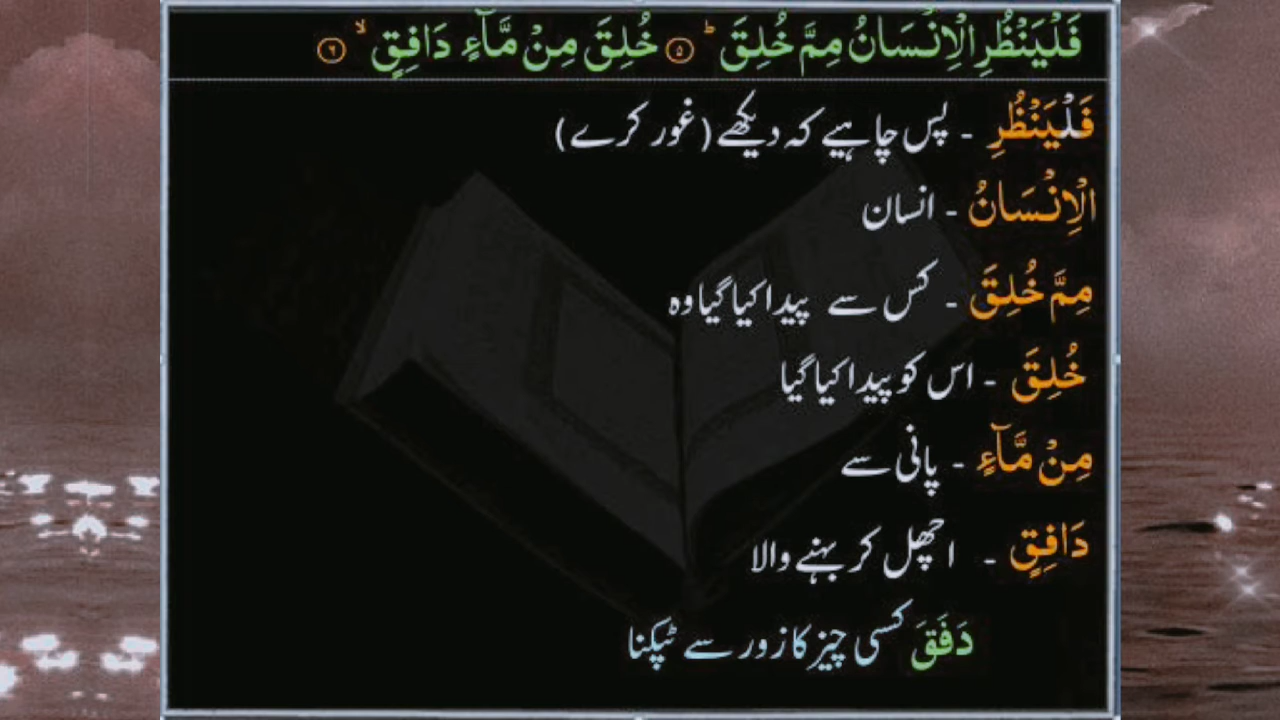 فَلْيَنْظُرِ الْاِنْسَانُ مِمَّ خُلِقَ ؕ ۵ خُلِقَ مِنْ مَّآءٍ دَافِقٍ ۙ ۶
فَلْيَنْظُرِ - پس چاہیے کہ دیکھے (غور کرے)
الْاِنْسَانُ - انسان
مِمَّ خُلِقَ - کس سے پیدا کیا گیا وہ
خُلِقَ - اس کو پیدا کیا گیا
مِنْ مَّآءٍ - پانی سے
دَافِقٍ - اچھل کر بہنے والا
دَفَقَ کسی چیز کا زور سے ٹپکنا